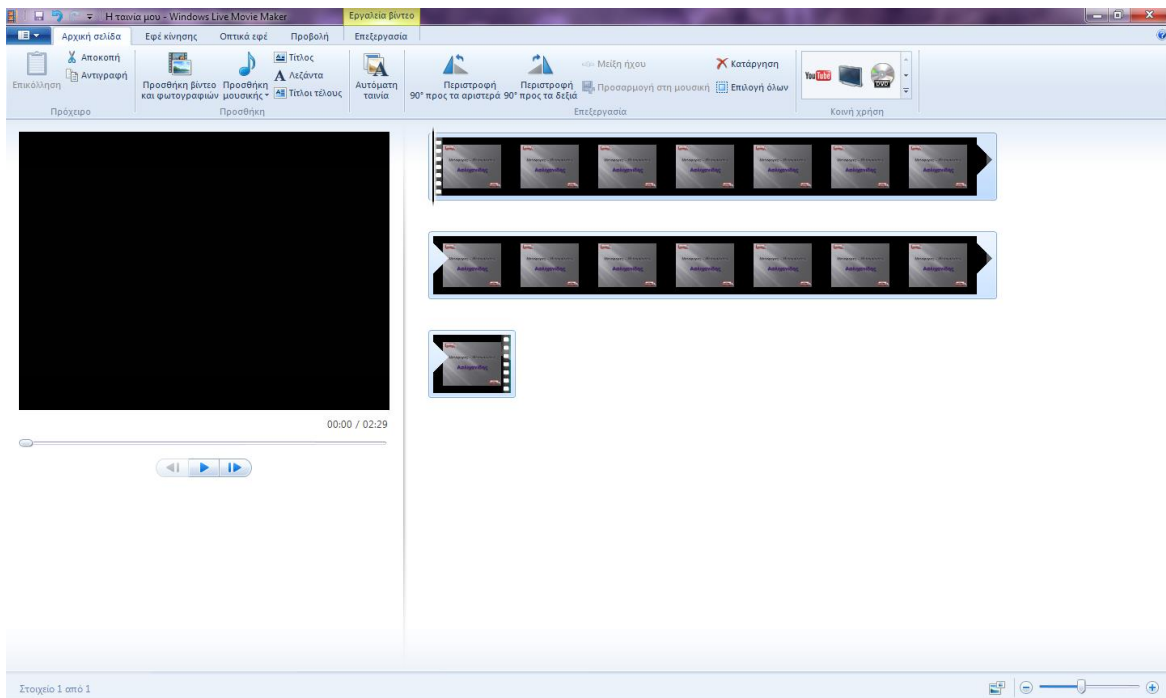 Η ταινία μου - Windows Live Movie Maker
Εργαλεία βίντεο
Αρχική σελίδα
Εφέ κίνησης
Οπτικά εφέ
Προβολή
Επεξεργασία
Επικόλληση
Αποκοπή
Αντιγραφή
Πρόχειρο
Προσθήκη βίντεο
και φωτογραφιών
Προσθήκη
μουσικής
Τίτλος
Λεζάντα
Τίτλοι τέλους
Προσθήκη
Αυτόματη
ταινία
Περιστροφή
90° προς τα αριστερά
Περιστροφή
90° προς τα δεξιά
Μείξη ήχου
Προσαρμογή στη μουσική
Κατάργηση
Επιλογή όλων
Επεξεργασία
YouTube
DVD
Κοινή χρήση
00:00 / 02:29
Στοιχείο 1 από 1